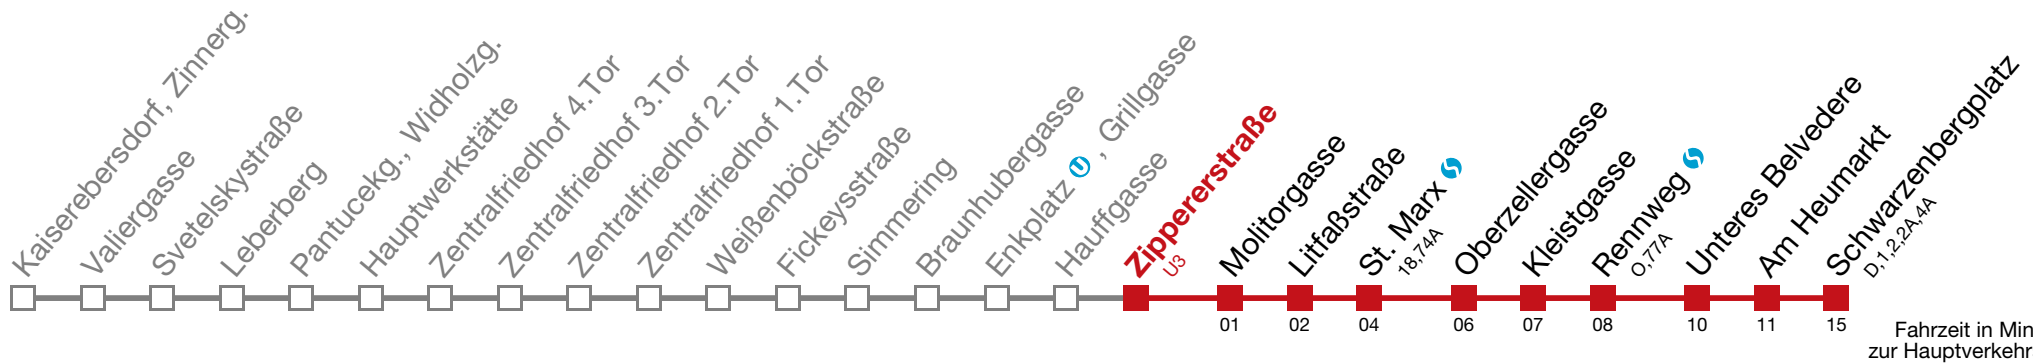 Kaiserebersdorf, Zinnerg.
Valiergasse
Svetelskystraße
Leberberg
Pantucekg., Widholzg.
Hauptwerkstätte
Zentralfriedhof 4.Tor
Zentralfriedhof 3.Tor
Zentralfriedhof 2.Tor
Zentralfriedhof 1.Tor
Weißenböckstraße
Fickeysstraße
Simmering
Braunhubergasse
Enkplatz U , Grillgasse
Hauffgasse
Zippererstraße
U3
Molitorgasse
Litfaßstraße
St. Marx S
18,74A
Oberzellergasse
Kleistgasse
Rennweg S
O,77A
Unteres Belvedere
Am Heumarkt
Schwarzenbergplatz
D,1,2,2A,4A
01 02 04 06 07 08 10 11 15
Fahrzeit in Min
zur Hauptverkehr